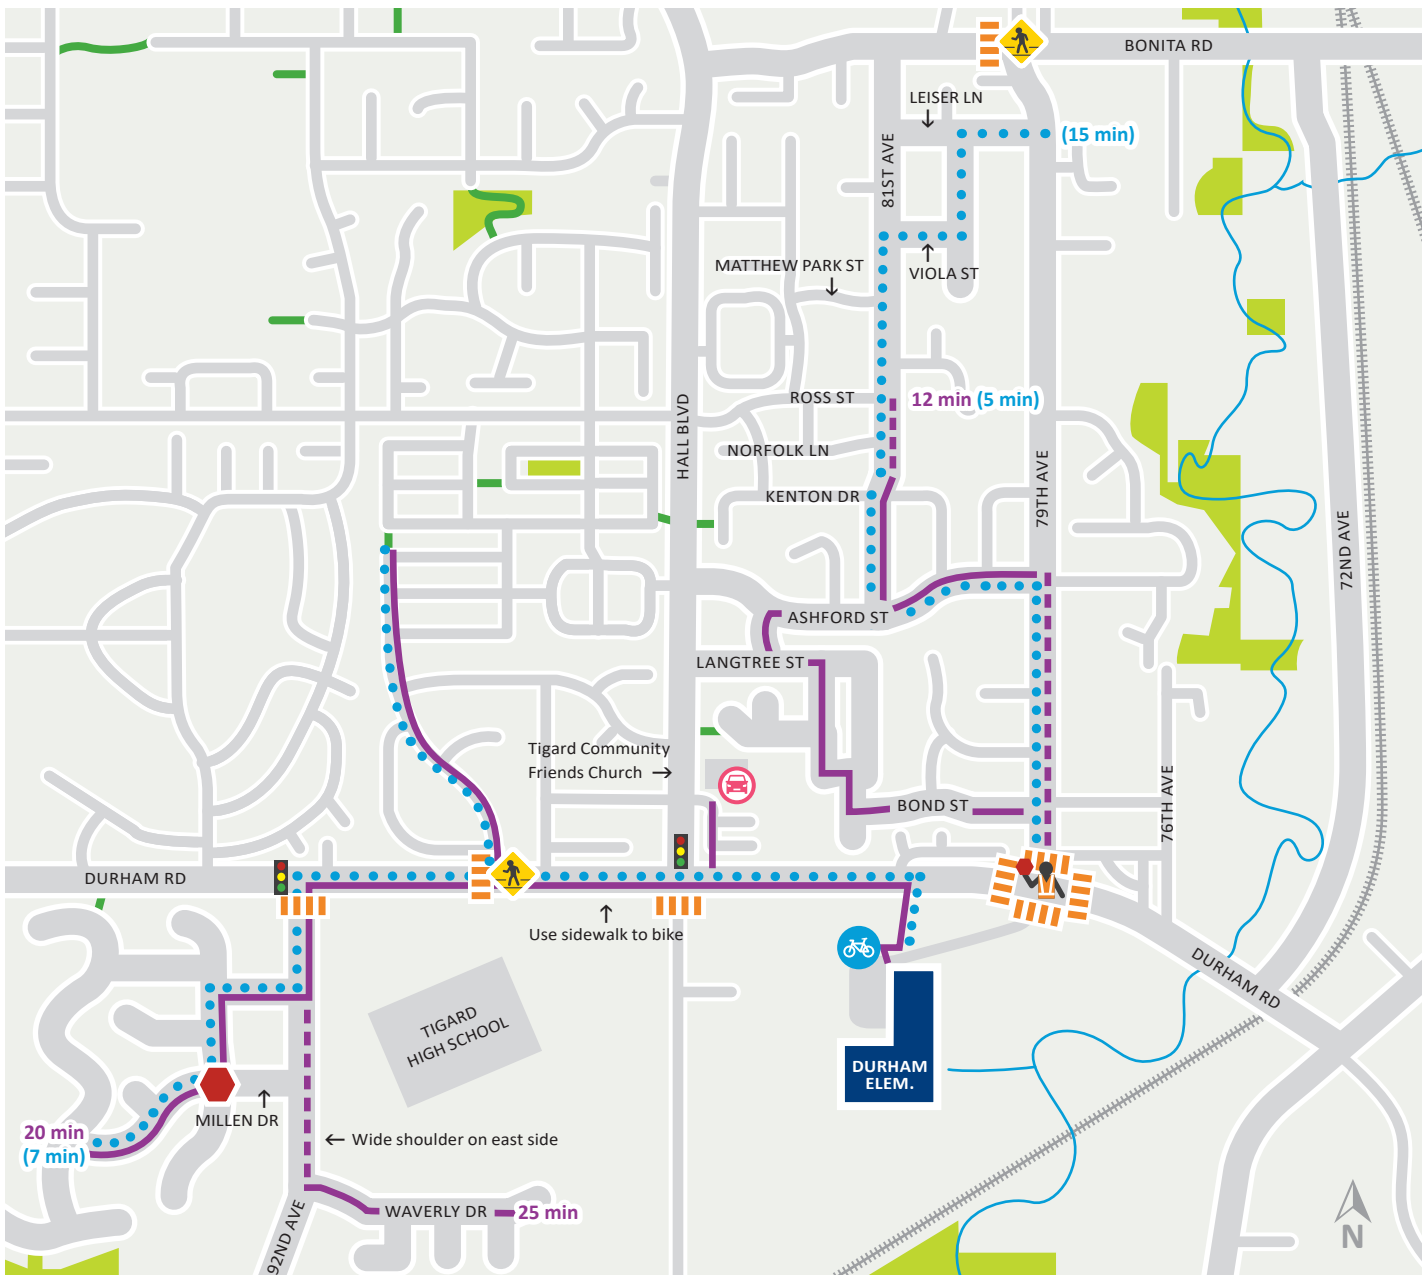 BONITA RD
LEISER LN
(15 min)
81ST AVE
MATTHEW PARK ST
VIOLA ST
ROSS ST
12 min (5 min)
HALL BLVD
NORFOLK LN
KENTON DR
79TH AVE
72ND AVE
ASHFORD ST
LANGTREE ST
Tigard Community
Friends Church →
BOND ST
76TH AVE
DURHAM RD
Use sidewalk to bike
DURHAM RD
TIGARD
HIGH SCHOOL
DURHAM
ELEM.
MILLEN DR
20 min
(7 min)
← Wide shoulder on east side
WAVERLY DR
25 min
92ND AVE
N